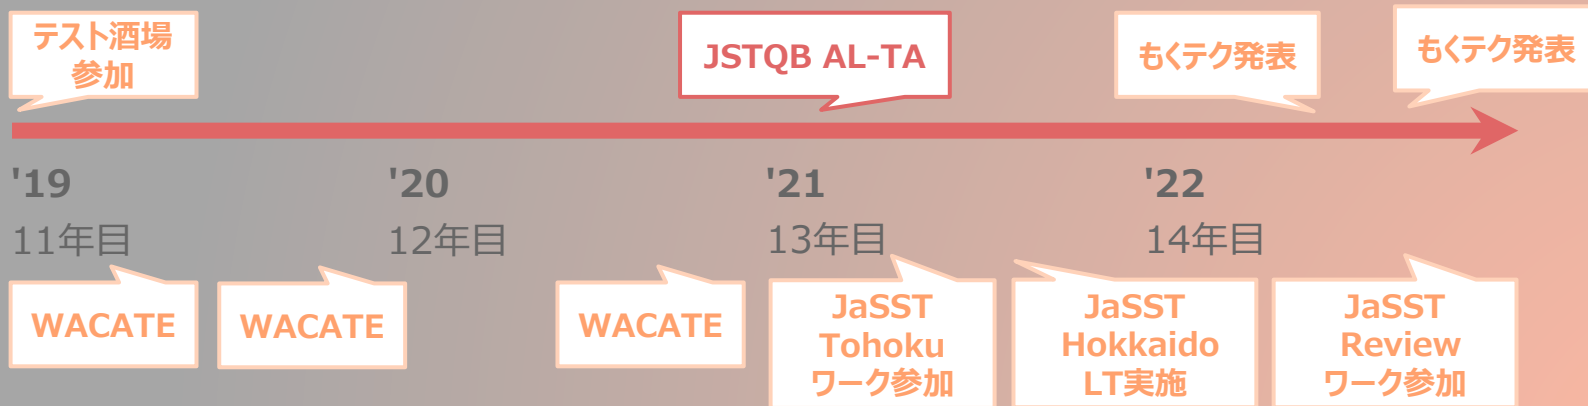 テスト酒場
参加
JSTQB AL-TA
もくテク発表
もくテク発表
'19
'20
'21
'22
11年目
12年目
13年目
14年目
WACATE
WACATE
WACATE
JaSST
Tohoku
ワーク参加
JaSST
Hokkaido
LT実施
JaSST
Review
ワーク参加